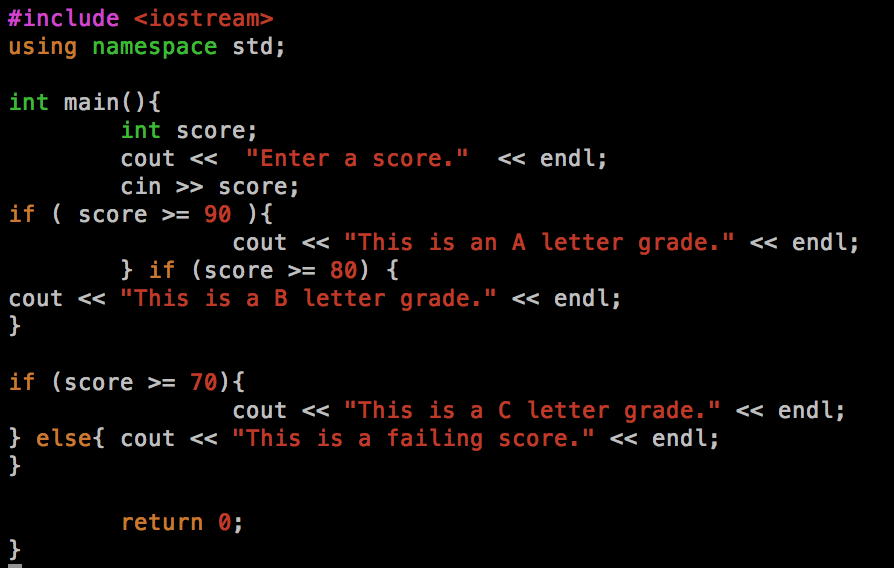 #include <iostream>
using namespace std;

int main(){
        int score;
        cout <<  "Enter a score."  << endl;
        cin >> score;
if ( score >= 90 ){
                cout << "This is an A letter grade." << endl;
        } if (score >= 80) {
cout << "This is a B letter grade." << endl;
}

if (score >= 70){
                cout << "This is a C letter grade." << endl;
} else{ cout << "This is a failing score." << endl;
}

        return 0;
}